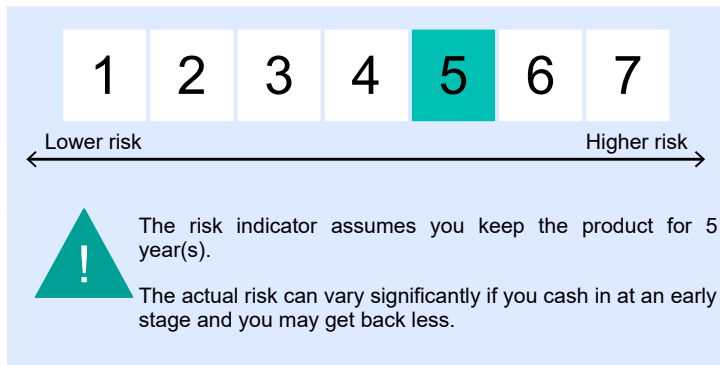 1 2 3 4 5 6 7
Lower risk Higher risk
!
The risk indicator assumes you keep the product for 5
year(s).
The actual risk can vary significantly if you cash in at an early
stage and you may get back less.